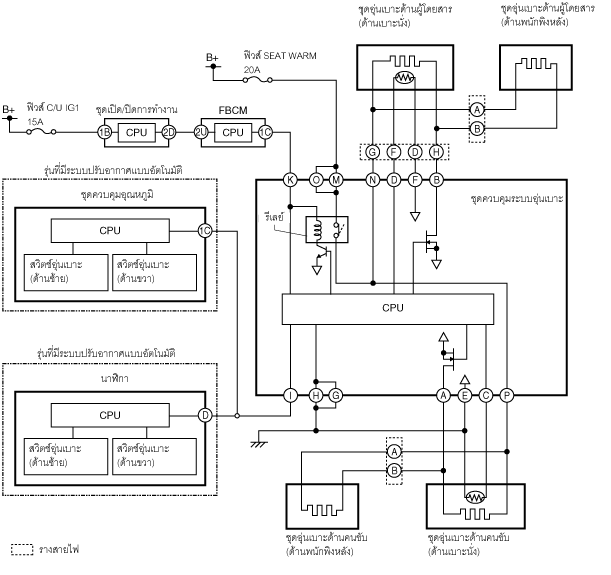 ชุดอุ่นเบาะด้านผู้โดยสาร
(ด้านเบาะนั่ง)
ชุดอุ่นเบาะด้านผู้โดยสาร
(ด้านพนักพิงหลัง)
B+
ฟิวส์ SEAT WARM
20A
B+
ฟิวส์ C/U IG1
15A
ชุดเปิด/ปิดการทำงาน
FBCM
1B
CPU
2D
2U
CPU
1C
A
B
G
F
D
H
K
O
M
N
D
F
B
รุ่นที่มีระบบปรับอากาศแบบอัตโนมัติ
ชุดควบคุมอุณหภูมิ
CPU
1C
สวิตช์อุ่นเบาะ
(ด้านซ้าย)
สวิตช์อุ่นเบาะ
(ด้านขวา)
ชุดควบคุมระบบอุ่นเบาะ
รีเลย์
CPU
รุ่นที่มีระบบปรับอากาศแบบอัตโนมัติ
นาฬิกา
CPU
D
สวิตช์อุ่นเบาะ
(ด้านซ้าย)
สวิตช์อุ่นเบาะ
(ด้านขวา)
I
H
G
A
E
C
P
A
B
ชุดอุ่นเบาะด้านคนขับ
(ด้านพนักพิงหลัง)
ชุดอุ่นเบาะด้านคนขับ
(ด้านเบาะนั่ง)
รางสายไฟ